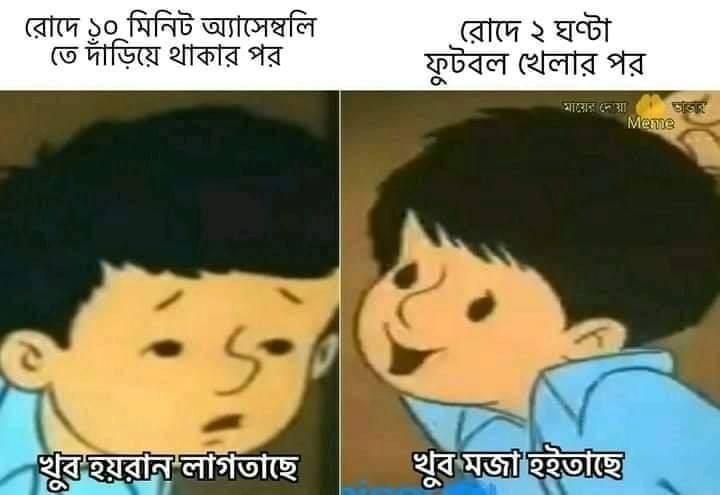 রোদে ১০ মিনিট অ্যাসেম্বলি
তে দাঁড়িয়ে থাকার পর
রোদে ২ ঘণ্টা
ফুটবল খেলার পর
মায়ের দোয়া
Meme
খুব হয়রান লাগতাছে
খুব মজা হইতাছে